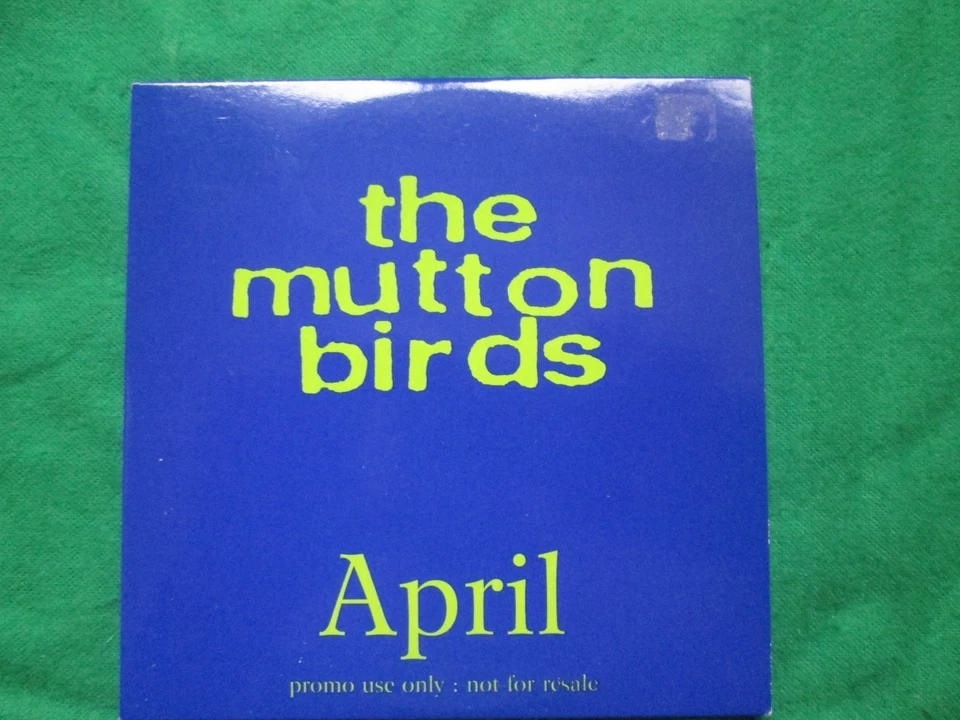 the
mutton
birds
April
promo use only : not for resale